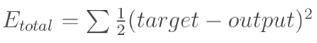 $E_{total} = \sum \frac{1}{2}(target - output)^2$